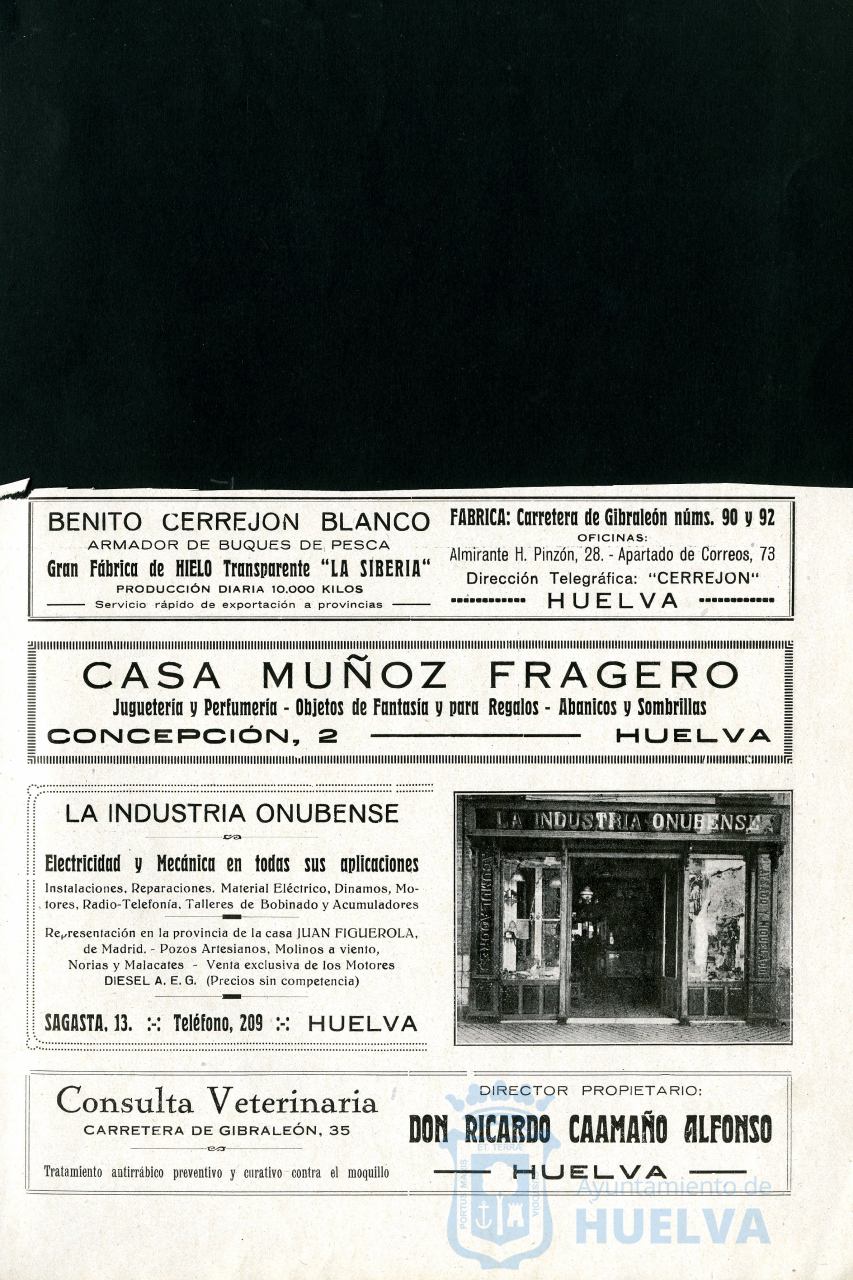 BENITO CERREJON BLANCO
ARMADOR DE BUQUES DE PESCA
Gran Fábrica de HIELO Transparente "LA SIBERIA"
PRODUCCIÓN DIARIA 10.000 KILOS
Servicio rápido de exportación a provincias
FABRICA: Carretera de Gibraleón núms. 90 y 92
OFICINAS:
Almirante H. Pinzón, 28. - Apartado de Correos, 73
Dirección Telegráfica: "CERREJON"
HUELVA
CASA MUÑOZ FRAGERO
Juguetería y Perfumería - Objetos de Fantasía y para Regalos - Abanicos y Sombrillas
CONCEPCIÓN, 2 HUELVA
LA INDUSTRIA ONUBENSE
Electricidad y Mecánica en todas sus aplicaciones
Instalaciones. Reparaciones. Material Eléctrico, Dinamos, Mo-
tores, Radio-Telefonía. Talleres de Bobinado y Acumuladores
Representación en la provincia de la casa JUAN FIGUEROLA,
de Madrid. - Pozos Artesianos, Molinos a viento,
Norias y Malacates - Venta exclusiva de los Motores
DIESEL A. E. G. (Precios sin competencia)
SAGASTA, 13. :-: Teléfono, 209 :-: HUELVA
LA INDUSTRIA ONUBENSE
ACUMULADORES
Consulta Veterinaria
CARRETERA DE GIBRALEÓN, 35
Tratamiento antirrábico preventivo y curativo contra el moquillo
DIRECTOR PROPIETARIO:
DON RICARDO CAAMAÑO ALFONSO
HUELVA
ET TERRÆ
PORTUS MARIS
CUSTODIA
Ayuntamiento de
HUELVA